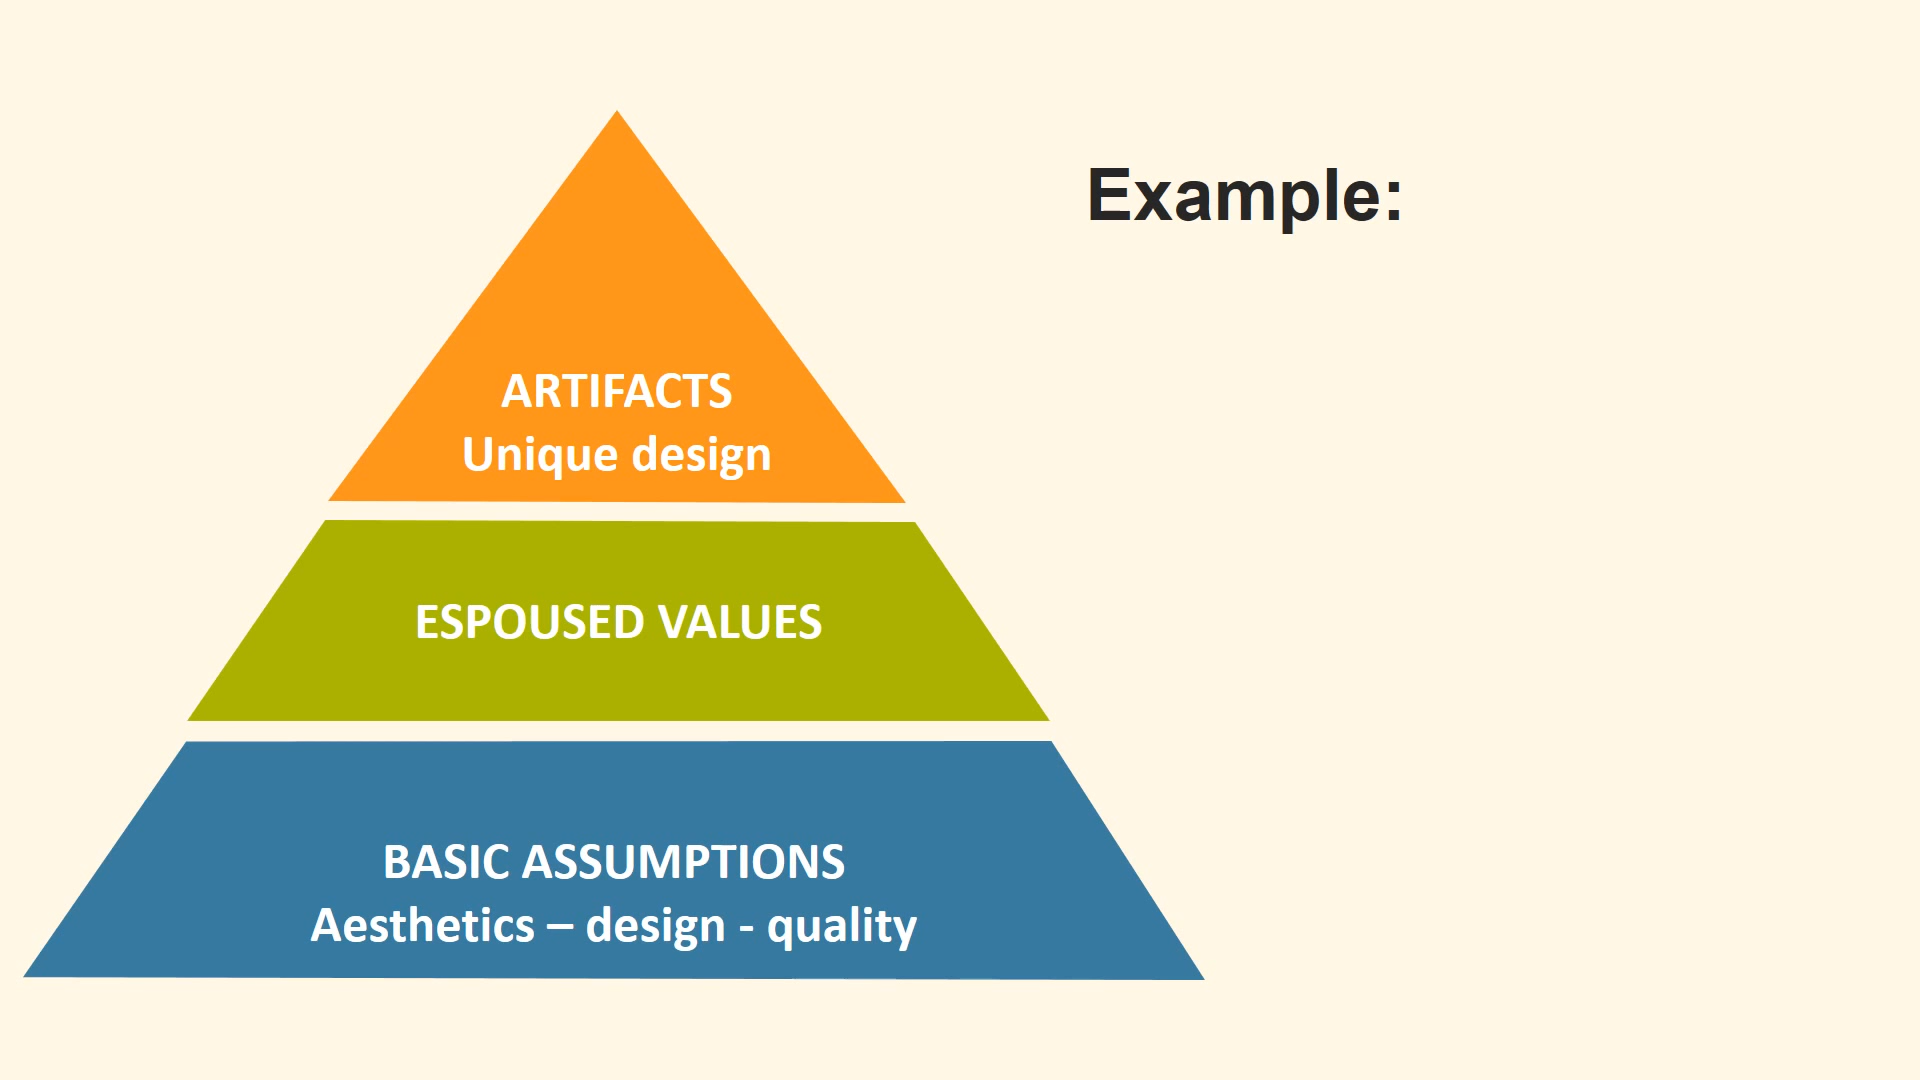 Example:
ARTIFACTS
Unique design
ESPOUSED VALUES
BASIC ASSUMPTIONS
Aesthetics – design - quality